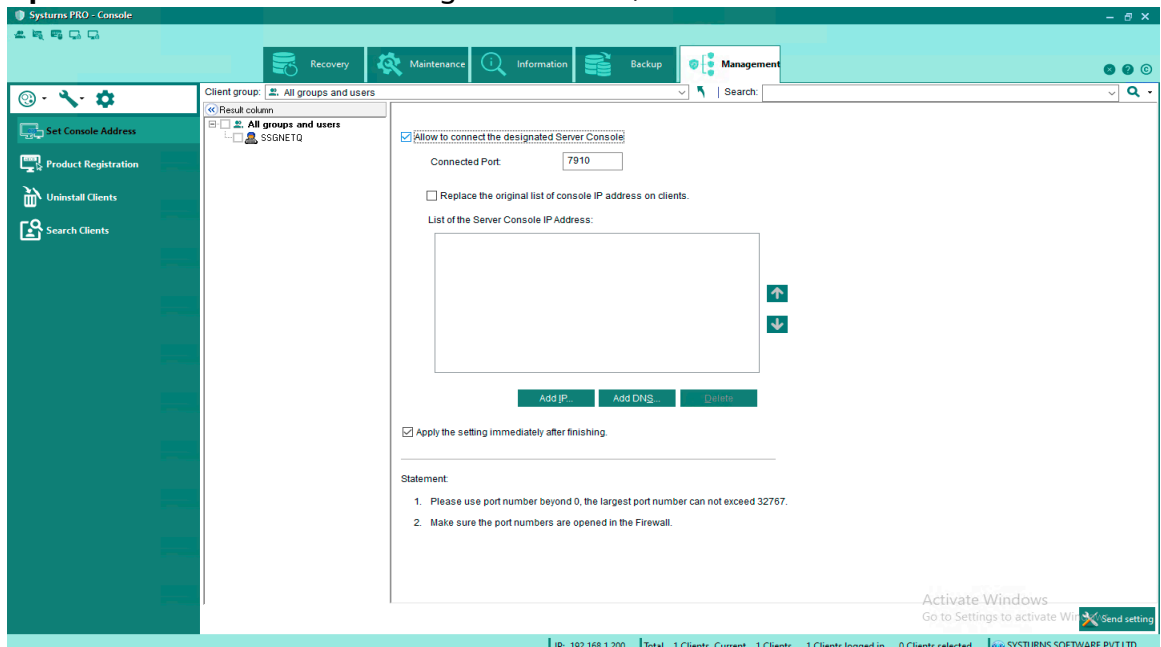 Systurns PRO - Console
Recovery
Maintenance
Information
Backup
Management
Client group:
All groups and users
Search:
Result column
All groups and users
SSGNETQ
Set Console Address
Product Registration
Uninstall Clients
Search Clients
Allow to connect the designated Server Console
Connected Port:
7910
Replace the original list of console IP address on clients.
List of the Server Console IP Address:
Add IP...
Add DNS...
Delete
Apply the setting immediately after finishing.
Statement:
1. Please use port number beyond 0, the largest port number can not exceed 32767.
2. Make sure the port numbers are opened in the Firewall.
Activate Windows
Go to Settings to activate
Send setting
IP: 192.168.1.200
Total 1 Clients, Current 1 Clients
1 Clients logged in
0 Clients selected
SYSTURNS SOFTWARE PVT LTD